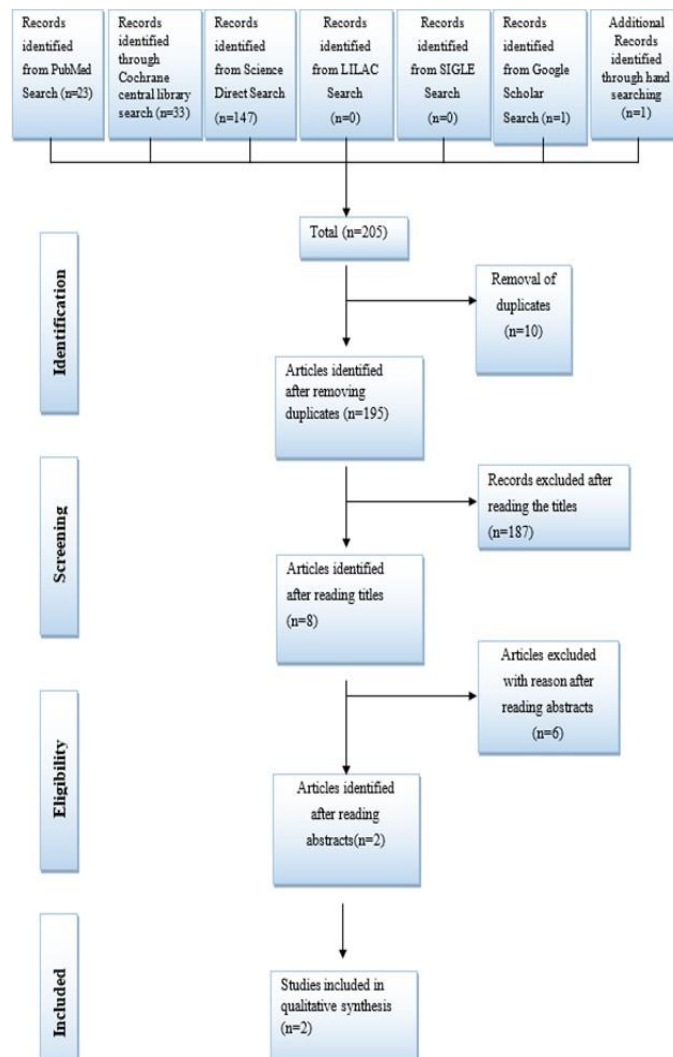 Records
identified
from PubMed
Search (n=23)
Records
identified
through
Cochrane
central library
search (n=33)
Records
identified
from Science
Direct Search
(n=147)
Records
identified
from LILAC
Search
(n=0)
Records
identified
from SIGLE
Search
(n=0)
Records
identified
from Google
Scholar
Search (n=1)
Additional
Records
identified
through hand
searching
(n=1)
Total (n=205)
Identification
Removal of
duplicates
(n=10)
Articles identified
after removing
duplicates (n=195)
Screening
Records excluded after
reading the titles
(n=187)
Articles identified
after reading titles
(n=8)
Eligibility
Articles excluded
with reason after
reading abstracts
(n=6)
Articles identified
after reading
abstracts(n=2)
Included
Studies included in
qualitative synthesis
(n=2)